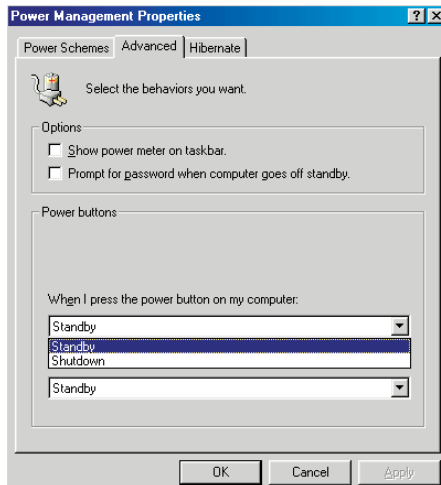 Power Management Properties
Power Schemes Advanced Hibernate
Select the behaviors you want.
Options
Show power meter on taskbar.
Prompt for password when computer goes off standby.
Power buttons
When I press the power button on my computer:
Standby
Standby
Shutdown
Standby
OK Cancel Apply